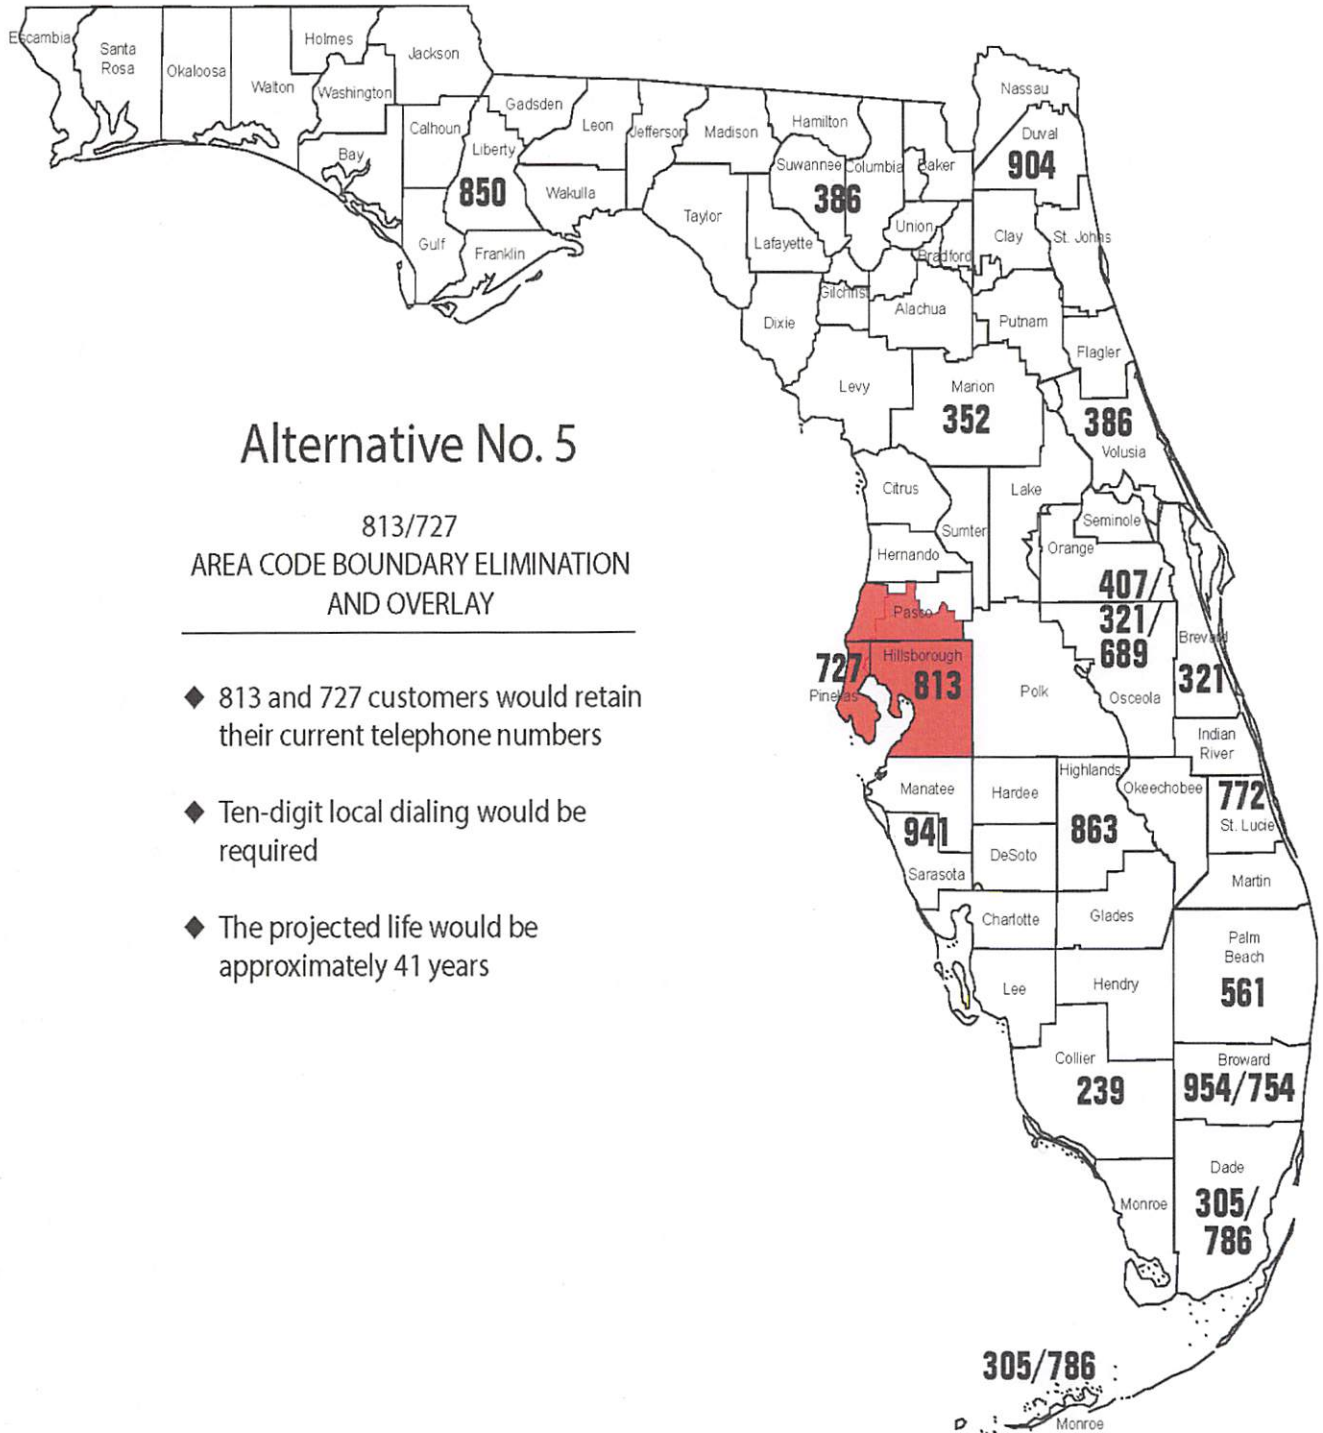 Escambia
Santa
Rosa
Okaloosa
Walton
Holmes
Washington
Jackson
Bay
Calhoun
Gulf
Liberty
850
Gadsden
Franklin
Leon
Wakulla
Jefferson
Madison
Taylor
Hamilton
Suwannee
Columbia
386
Lafayette
Dixie
Gilchrist
Baker
Union
Bradford
Alachua
Nassau
Duval
904
Clay
St. Johns
Putnam
Flagler
Levy
Marion
352
386
Volusia
Alternative No. 5
813/727
AREA CODE BOUNDARY ELIMINATION
AND OVERLAY
◆ 813 and 727 customers would retain
their current telephone numbers
◆ Ten-digit local dialing would be
required
◆ The projected life would be
approximately 41 years
Citrus
Hernando
Sumter
Lake
Seminole
Orange
407/
321/
689
Osceola
Brevard
321
Pasco
727
Pinellas
Hillsborough
813
Polk
Indian
River
Manatee
941
Sarasota
Hardee
DeSoto
Highlands
863
Okeechobee
772
St. Lucie
Martin
Charlotte
Glades
Lee
Hendry
Palm
Beach
561
Collier
239
Broward
954/754
Dade
305/
786
Monroe
305/786
Monroe